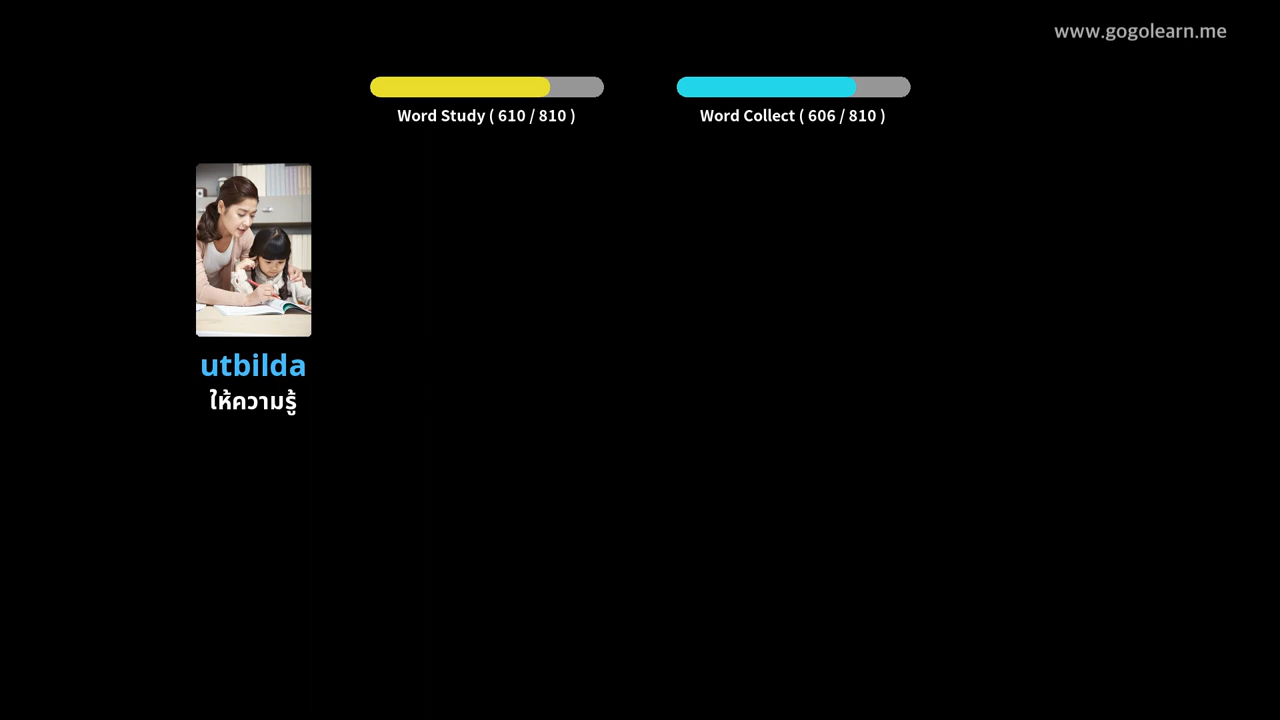 www.gogolearn.me
Word Study ( 610 / 810 )
Word Collect ( 606 / 810 )
utbilda
ให้ความรู้